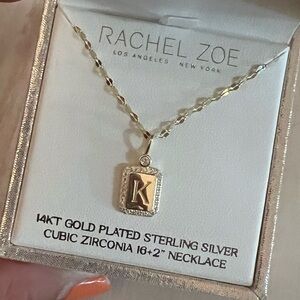 RACHEL ZOE
LOS ANGELES NEW YORK
K
14KT GOLD PLATED STERLING SILVER
CUBIC ZIRCONIA 16+2" NECKLACE